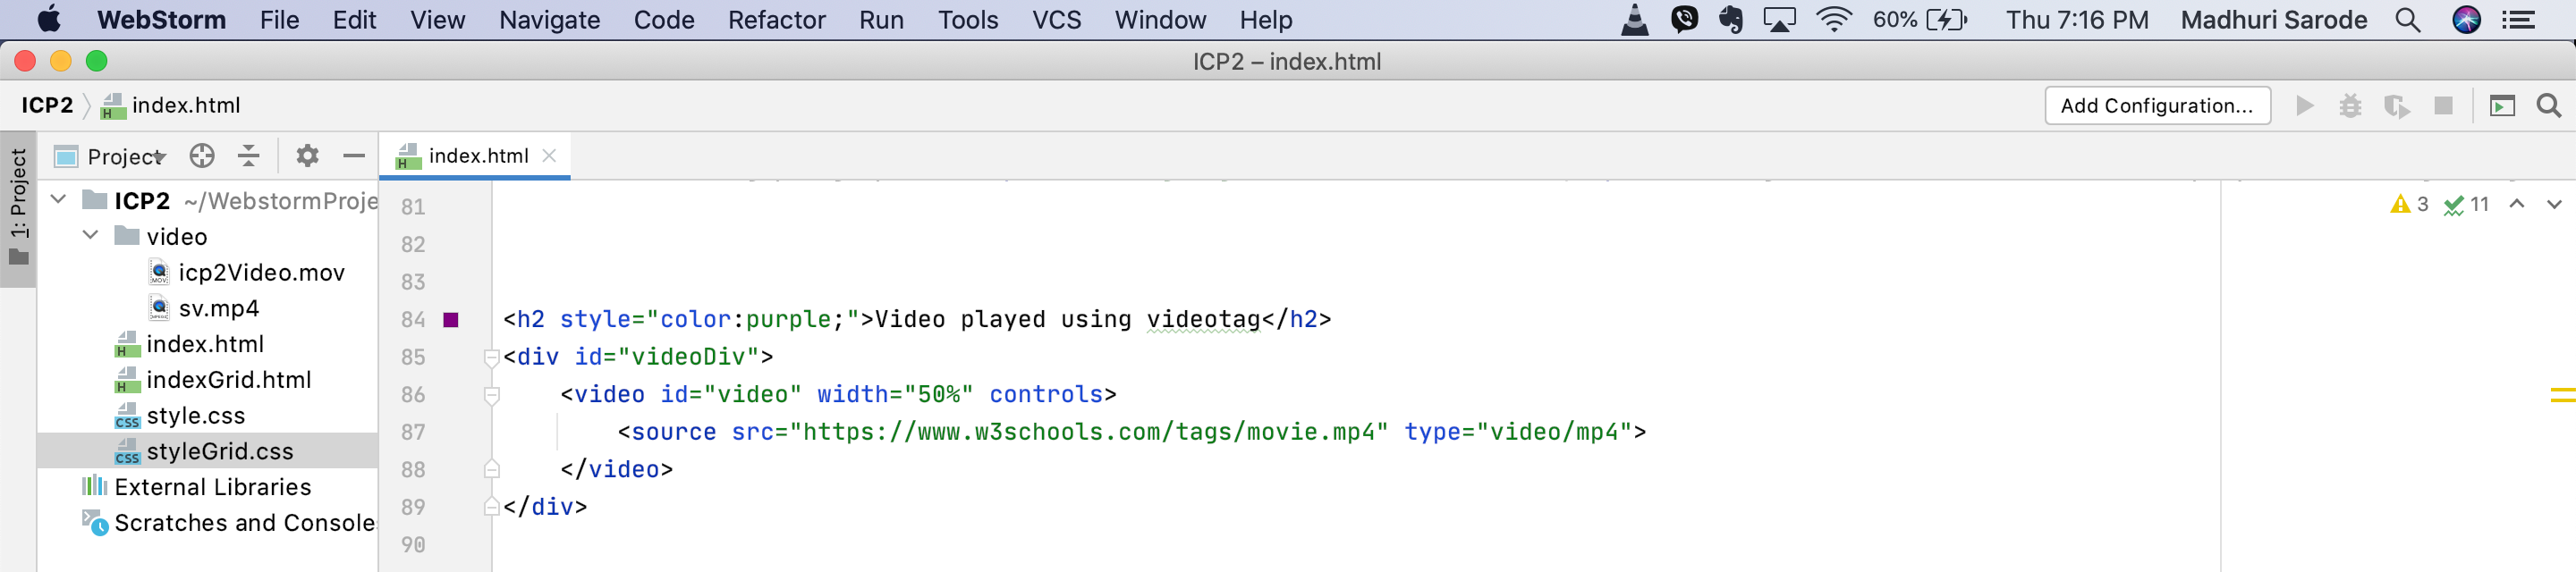 WebStorm File Edit View Navigate Code Refactor Run Tools VCS Window Help 60% Thu 7:16 PM Madhuri Sarode
ICP2 – index.html
ICP2 index.html Add Configuration...
1: Project
Project index.html
ICP2 ~/WebstormProje
video
icp2Video.mov
sv.mp4
index.html
indexGrid.html
style.css
styleGrid.css
External Libraries
Scratches and Console
3 11
81
82
83
84 <h2 style="color:purple;">Video played using videotag</h2>
85 <div id="videoDiv">
86 <video id="video" width="50%" controls>
87 <source src="https://www.w3schools.com/tags/movie.mp4" type="video/mp4">
88 </video>
89 </div>
90